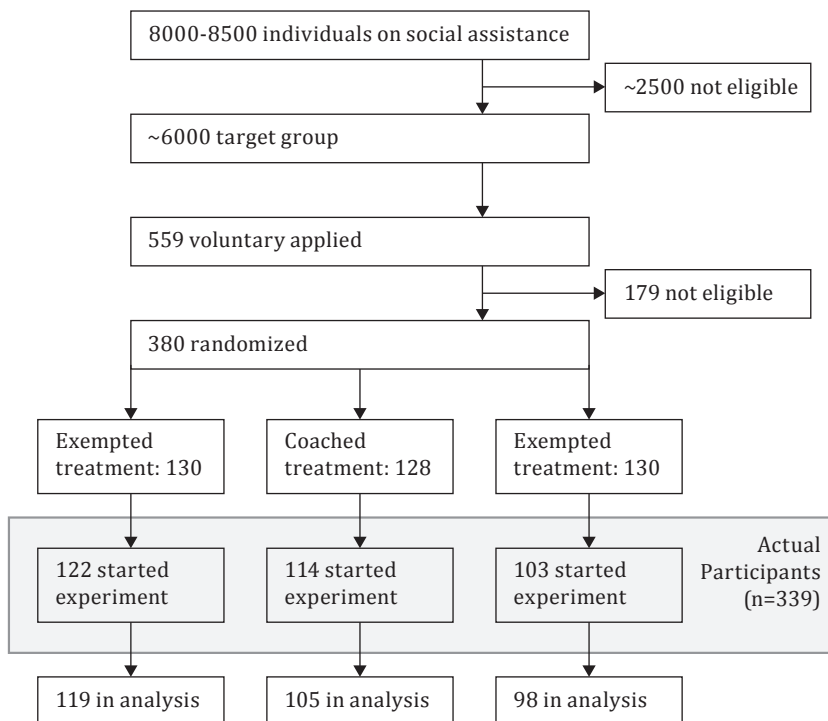 8000-8500 individuals on social assistance
~2500 not eligible
~6000 target group
559 voluntary applied
179 not eligible
380 randomized
Exempted
treatment: 130
Coached
treatment: 128
Exempted
treatment: 130
122 started
experiment
114 started
experiment
103 started
experiment
Actual
Participants
(n=339)
119 in analysis
105 in analysis
98 in analysis